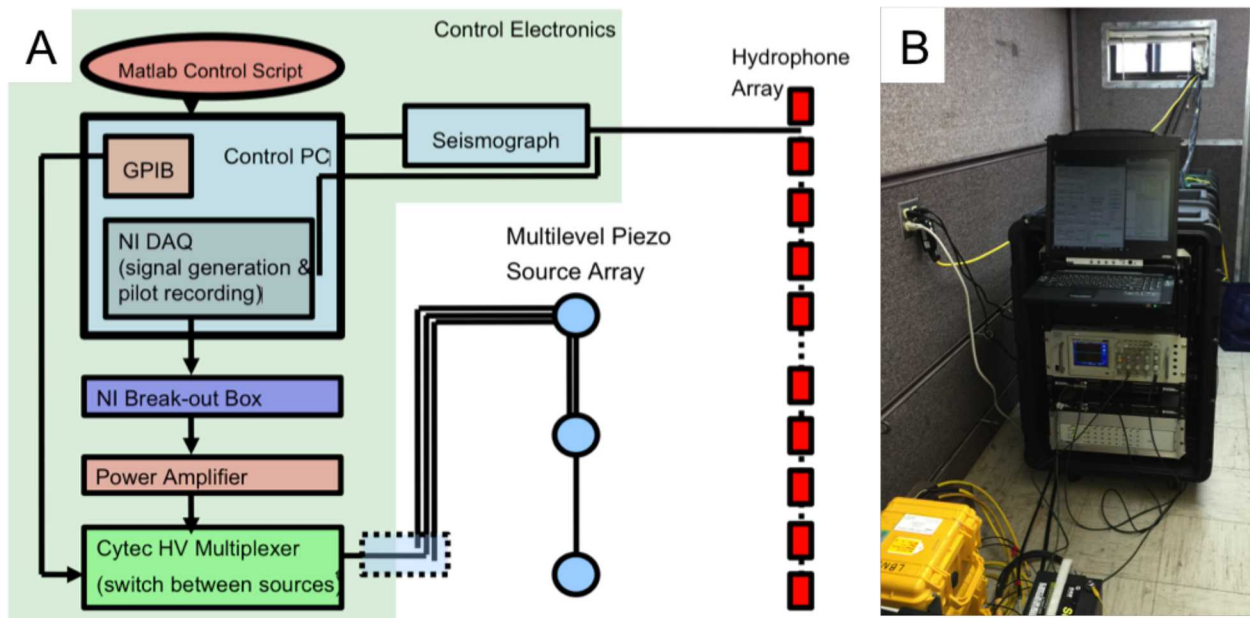 A
Control Electronics
Matlab Control Script
Hydrophone
Array
GPIB
Control PC
Seismograph
NI DAQ
(signal generation &
pilot recording)
Multilevel Piezo
Source Array
NI Break-out Box
Power Amplifier
Cytec HV Multiplexer
(switch between sources)
B
LBN